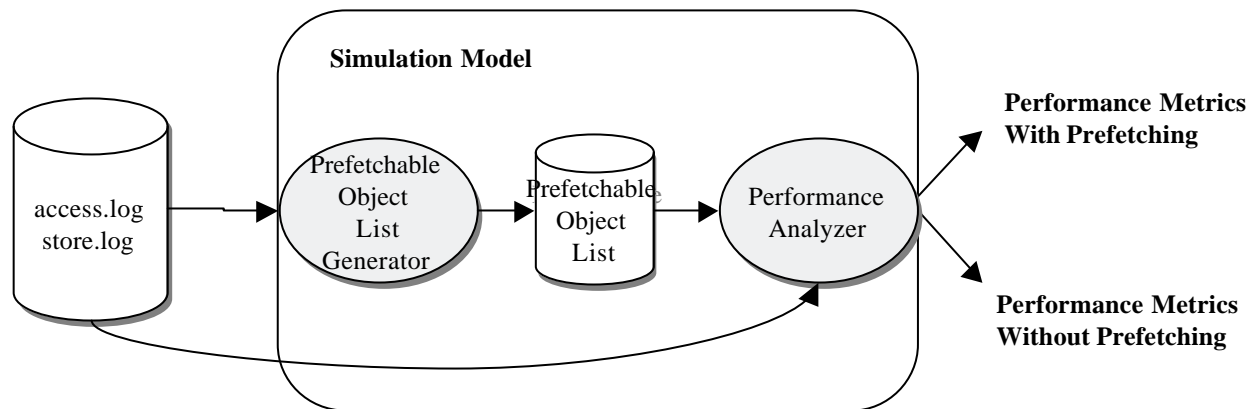 Simulation Model
Performance Metrics
With Prefetching
access.log
store.log
Prefetchable
Object
List
Generator
Prefetchable
Object
List
Performance
Analyzer
Performance Metrics
Without Prefetching